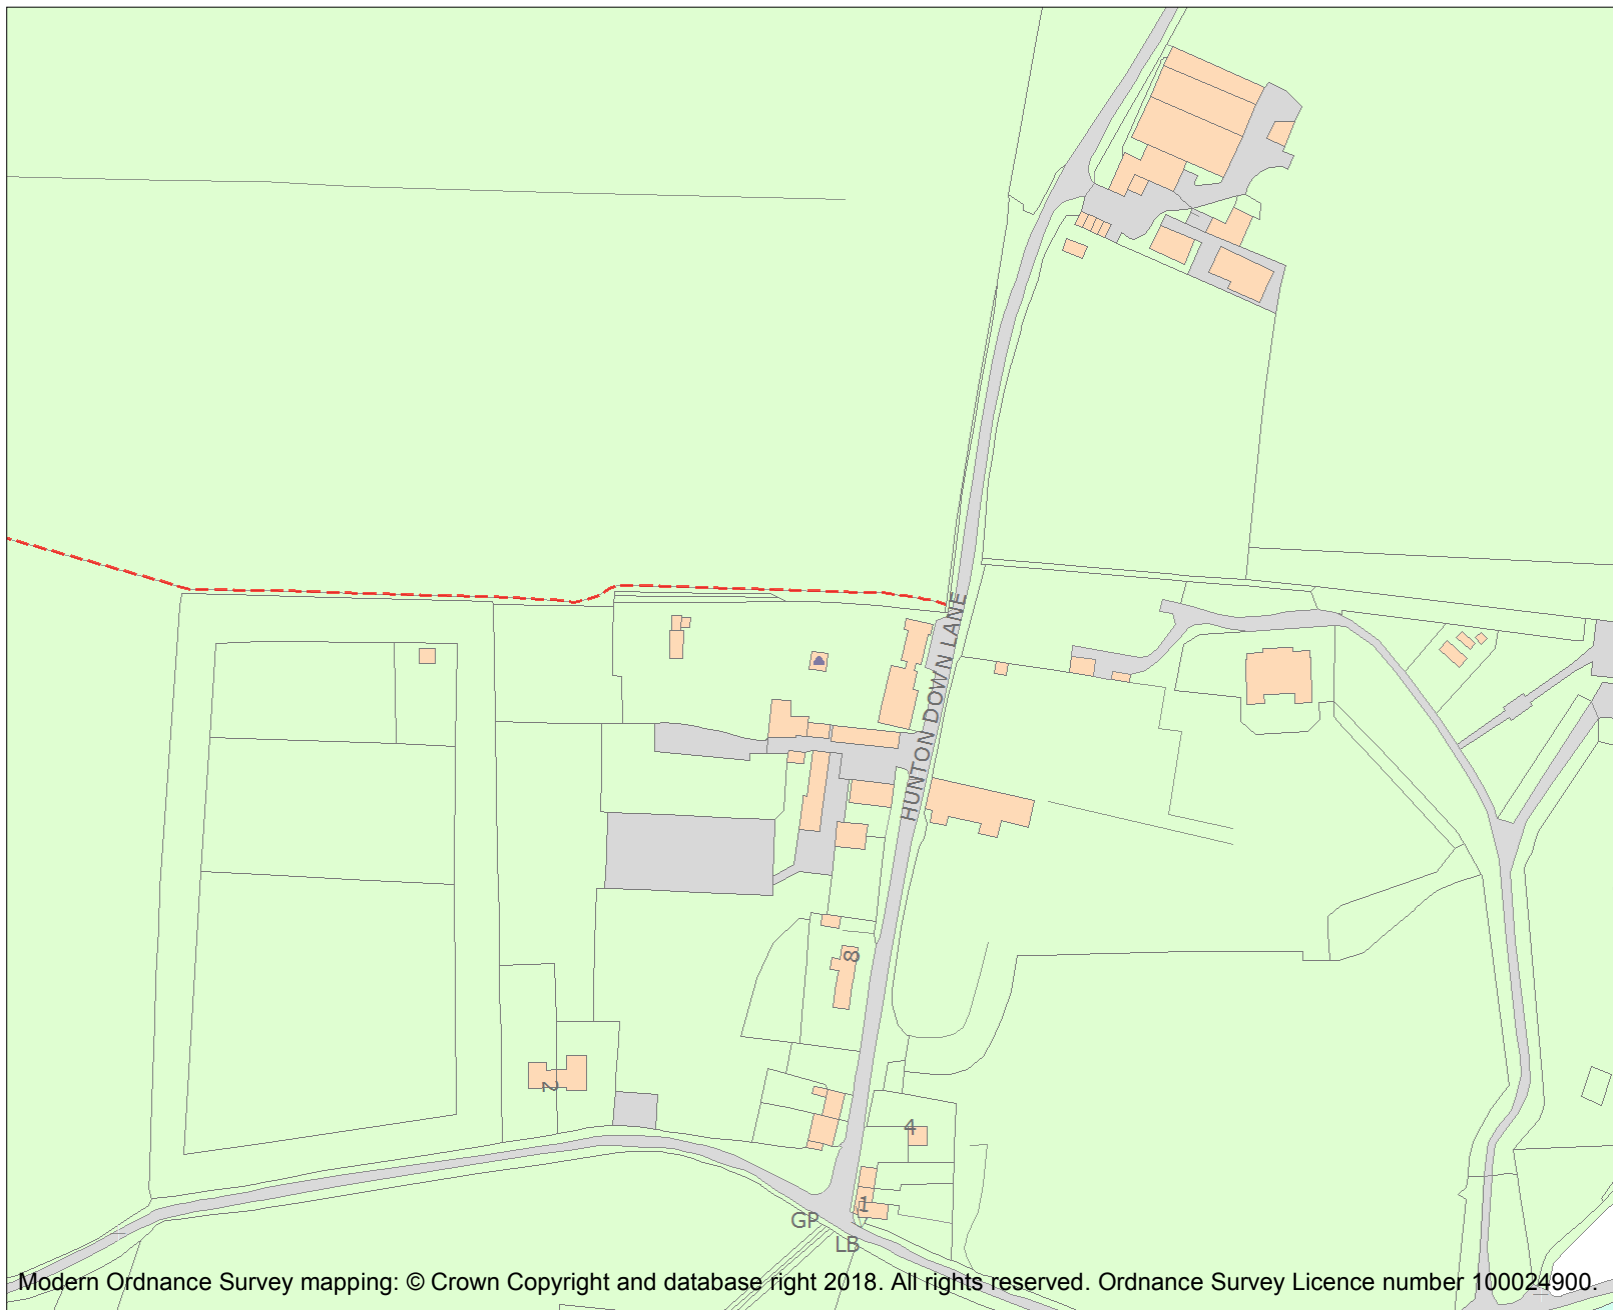 HUNTON DOWN LANE
8
2
4
1
GP
LB
Modern Ordnance Survey mapping: © Crown Copyright and database right 2018. All rights reserved. Ordnance Survey Licence number 100024900.